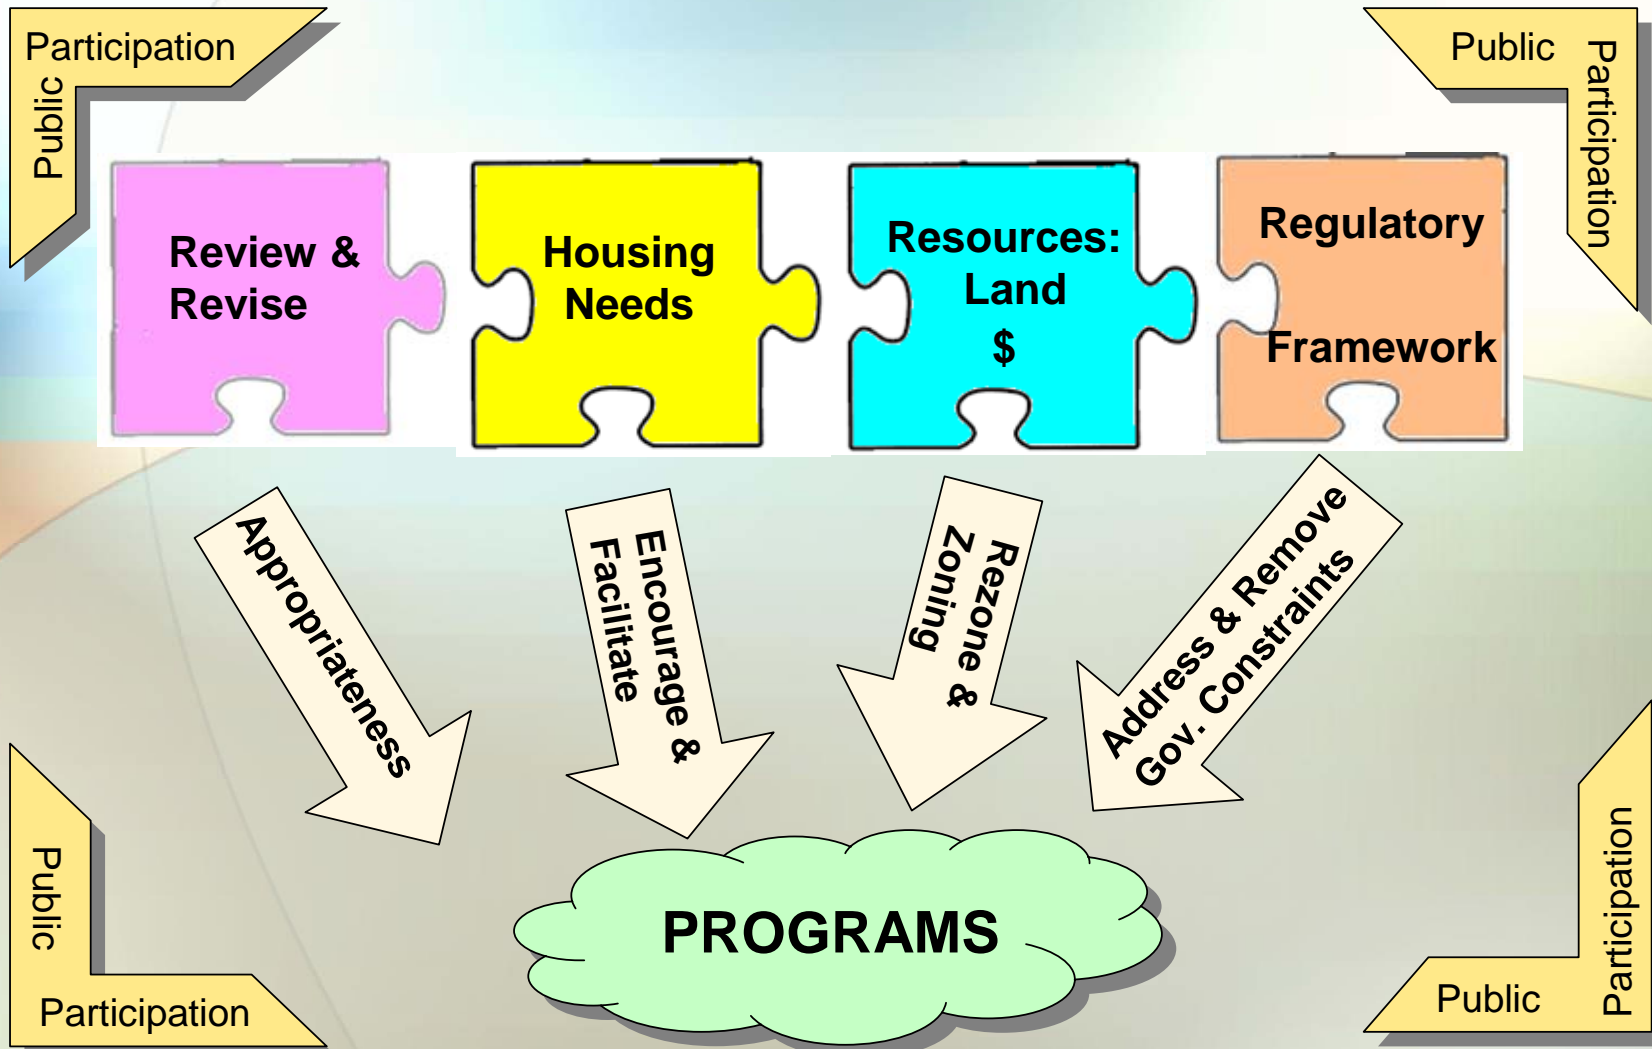 Participation
Public
Public
Participation
Review &
Revise
Housing
Needs
Resources:
Land
$
Regulatory
Framework
Appropriateness
Encourage &
Facilitate
Rezone &
Zoning
Address & Remove
Gov. Constraints
PROGRAMS
Public
Participation
Public
Participation